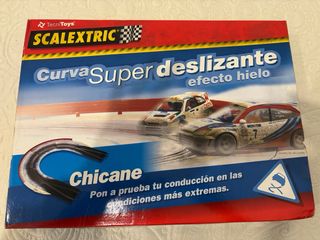 TecniToys
SCALEXTRIC
Curva Super deslizante
efecto hielo
Chicane
Pon a prueba tu conducción en las
condiciones más extremas.